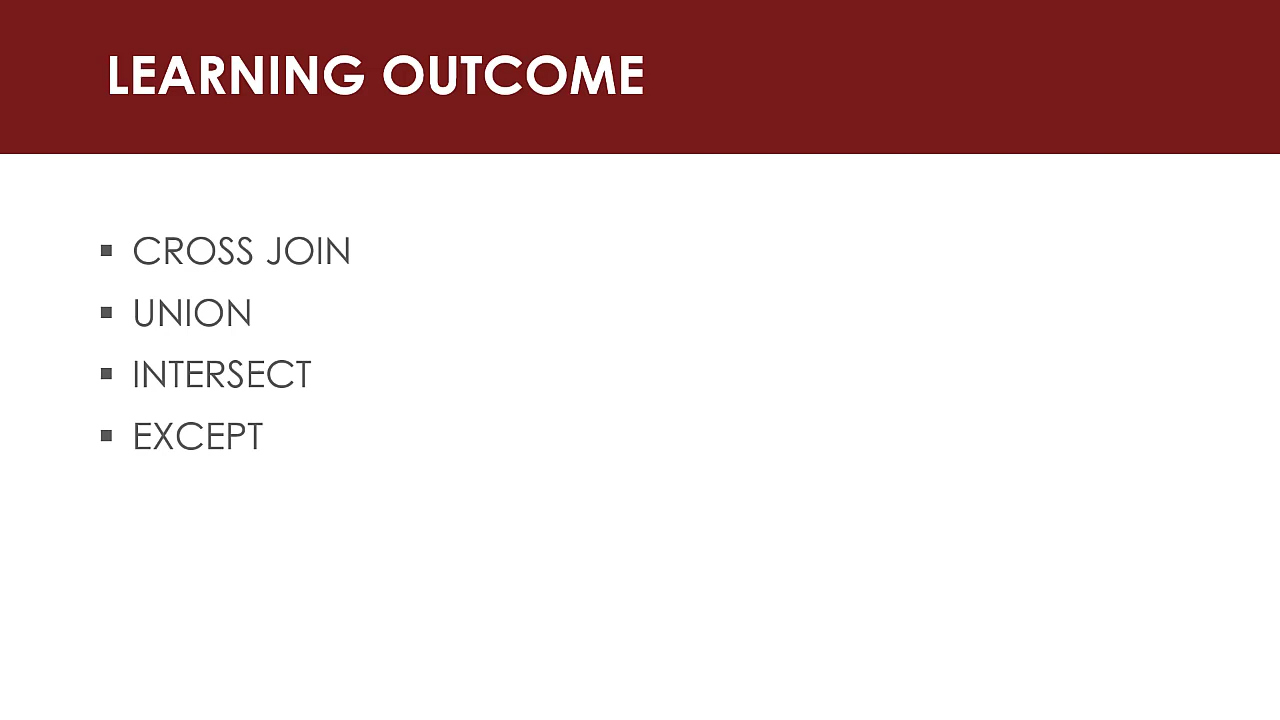 LEARNING OUTCOME
▪ CROSS JOIN
▪ UNION
▪ INTERSECT
▪ EXCEPT